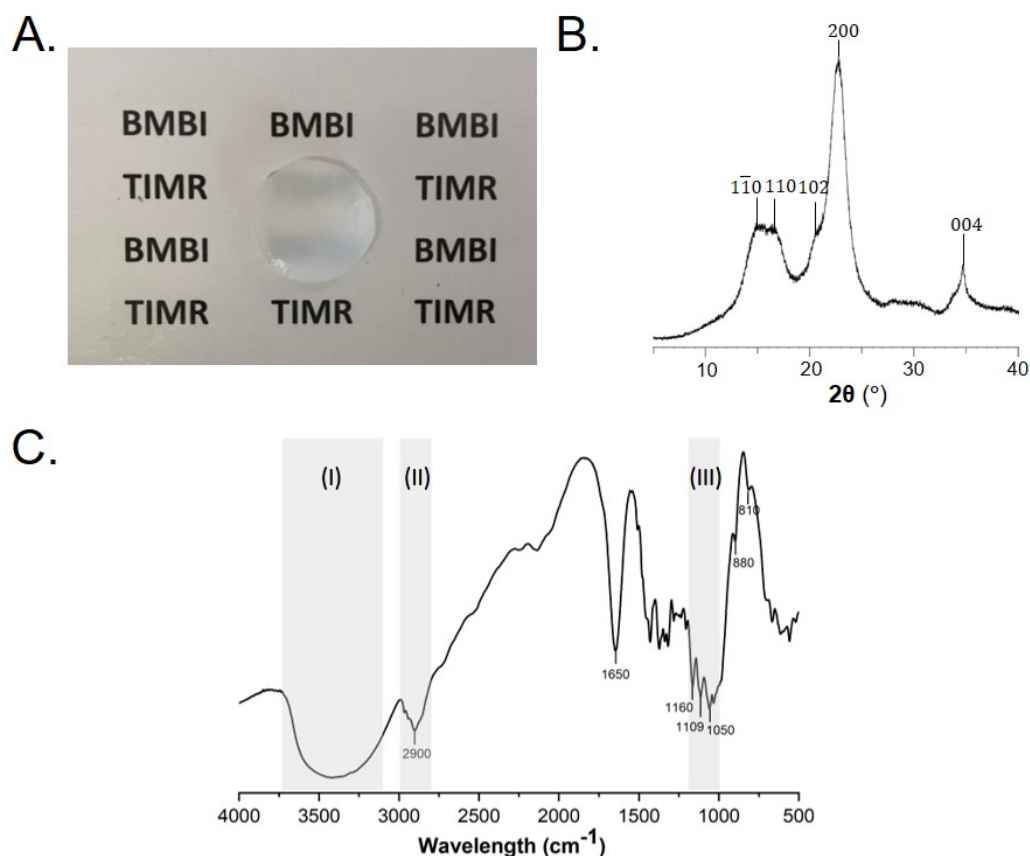 A.
BMBI BMBI BMBI
TIMR TIMR
BMBI BMBI
TIMR TIMR TIMR
B.
200
11̅0 110 102
004
10 20 30 40
2θ (°)
C.
(I) (II) (III)
2900
1650
1160
1109
1050
880
810
4000 3500 3000 2500 2000 1500 1000 500
Wavelength (cm⁻¹)